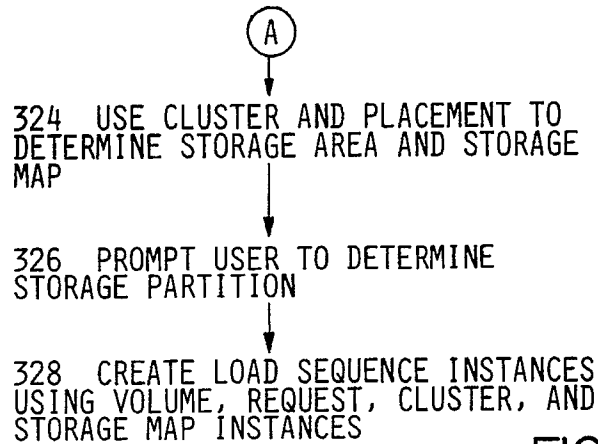 A
324 USE CLUSTER AND PLACEMENT TO
DETERMINE STORAGE AREA AND STORAGE
MAP
326 PROMPT USER TO DETERMINE
STORAGE PARTITION
328 CREATE LOAD SEQUENCE INSTANCES
USING VOLUME, REQUEST, CLUSTER, AND
STORAGE MAP INSTANCES